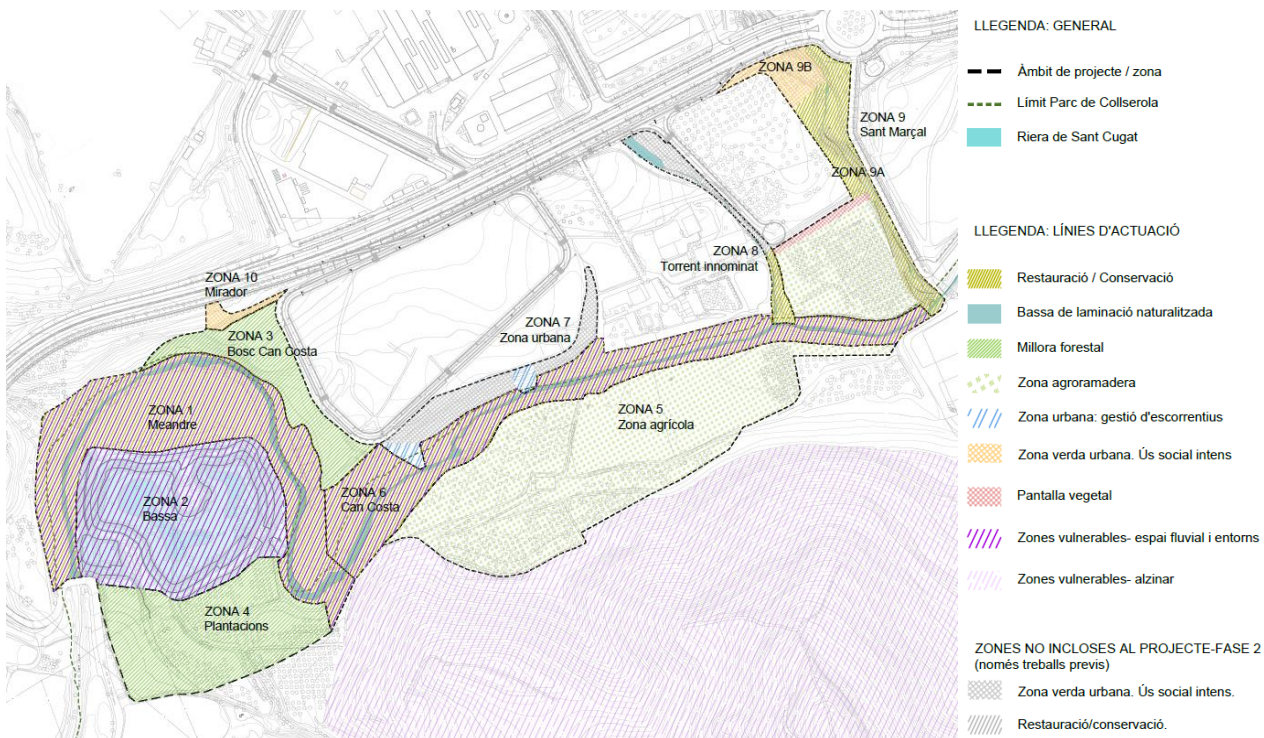 ZONA 9B
ZONA 9
Sant Marçal
ZONA 9A
ZONA 8
Torrent innominat
ZONA 10
Mirador
ZONA 7
Zona urbana
ZONA 3
Bosc Can Costa
ZONA 1
Meandre
ZONA 5
Zona agrícola
ZONA 2
Bassa
ZONA 6
Can Costa
ZONA 4
Plantacions
LLEGENDA: GENERAL
Àmbit de projecte / zona
Límit Parc de Collserola
Riera de Sant Cugat
LLEGENDA: LÍNIES D'ACTUACIÓ
Restauració / Conservació
Bassa de laminació naturalitzada
Millora forestal
Zona agroramadera
Zona urbana: gestió d'escorrentius
Zona verda urbana. Ús social intens
Pantalla vegetal
Zones vulnerables- espai fluvial i entorns
Zones vulnerables- alzinar
ZONES NO INCLOSES AL PROJECTE-FASE 2
(només treballs previs)
Zona verda urbana. Ús social intens.
Restauració/conservació.